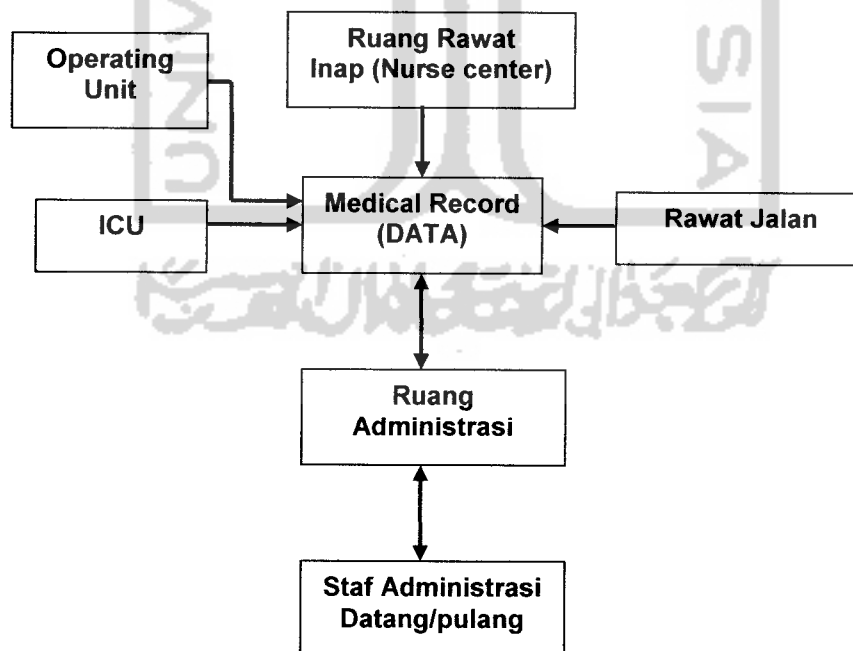 Operating
Unit
Ruang Rawat
Inap (Nurse center)
ICU
Medical Record
(DATA)
Rawat Jalan
Ruang
Administrasi
Staf Administrasi
Datang/pulang